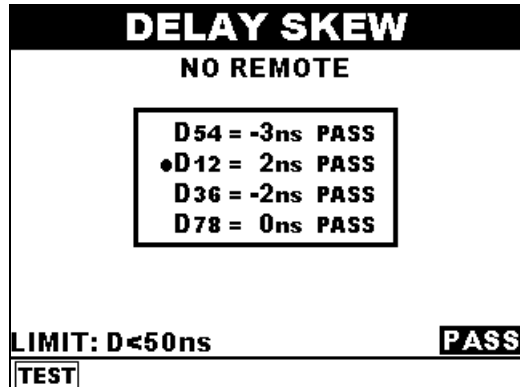 DELAY SKEW
NO REMOTE
D54 = -3ns PASS
•D12 = 2ns PASS
D36 = -2ns PASS
D78 = 0ns PASS
LIMIT: D<50ns PASS
TEST